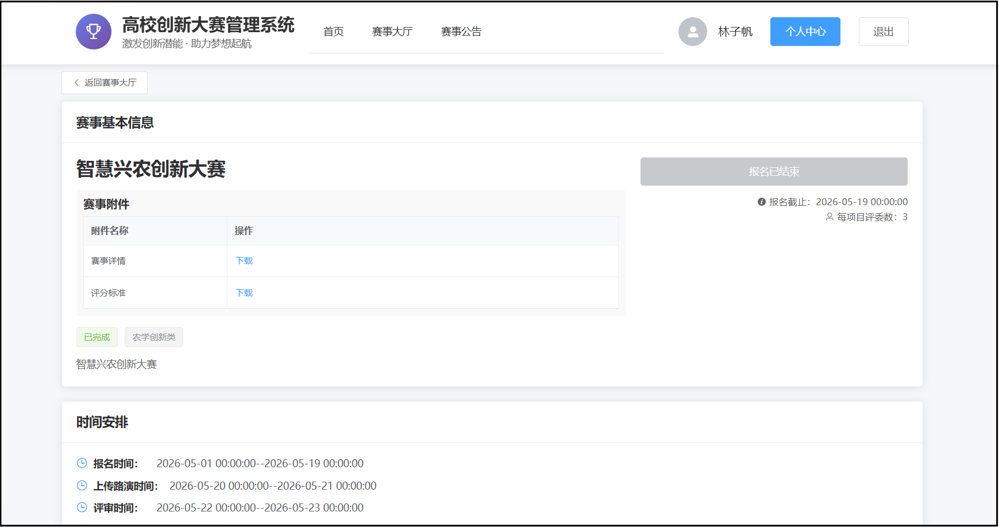 高校创新大赛管理系统
激发创新潜能 · 助力梦想起航
首页 赛事大厅 赛事公告
林子帆 个人中心 退出
返回赛事大厅
赛事基本信息
智慧兴农创新大赛
报名已结束
报名截止：2026-05-19 00:00:00
每项目评委数：3
赛事附件
附件名称 操作
赛事详情 下载
评分标准 下载
已完成 农学创新类
智慧兴农创新大赛
时间安排
报名时间： 2026-05-01 00:00:00--2026-05-19 00:00:00
上传路演时间： 2026-05-20 00:00:00--2026-05-21 00:00:00
评审时间： 2026-05-22 00:00:00--2026-05-23 00:00:00